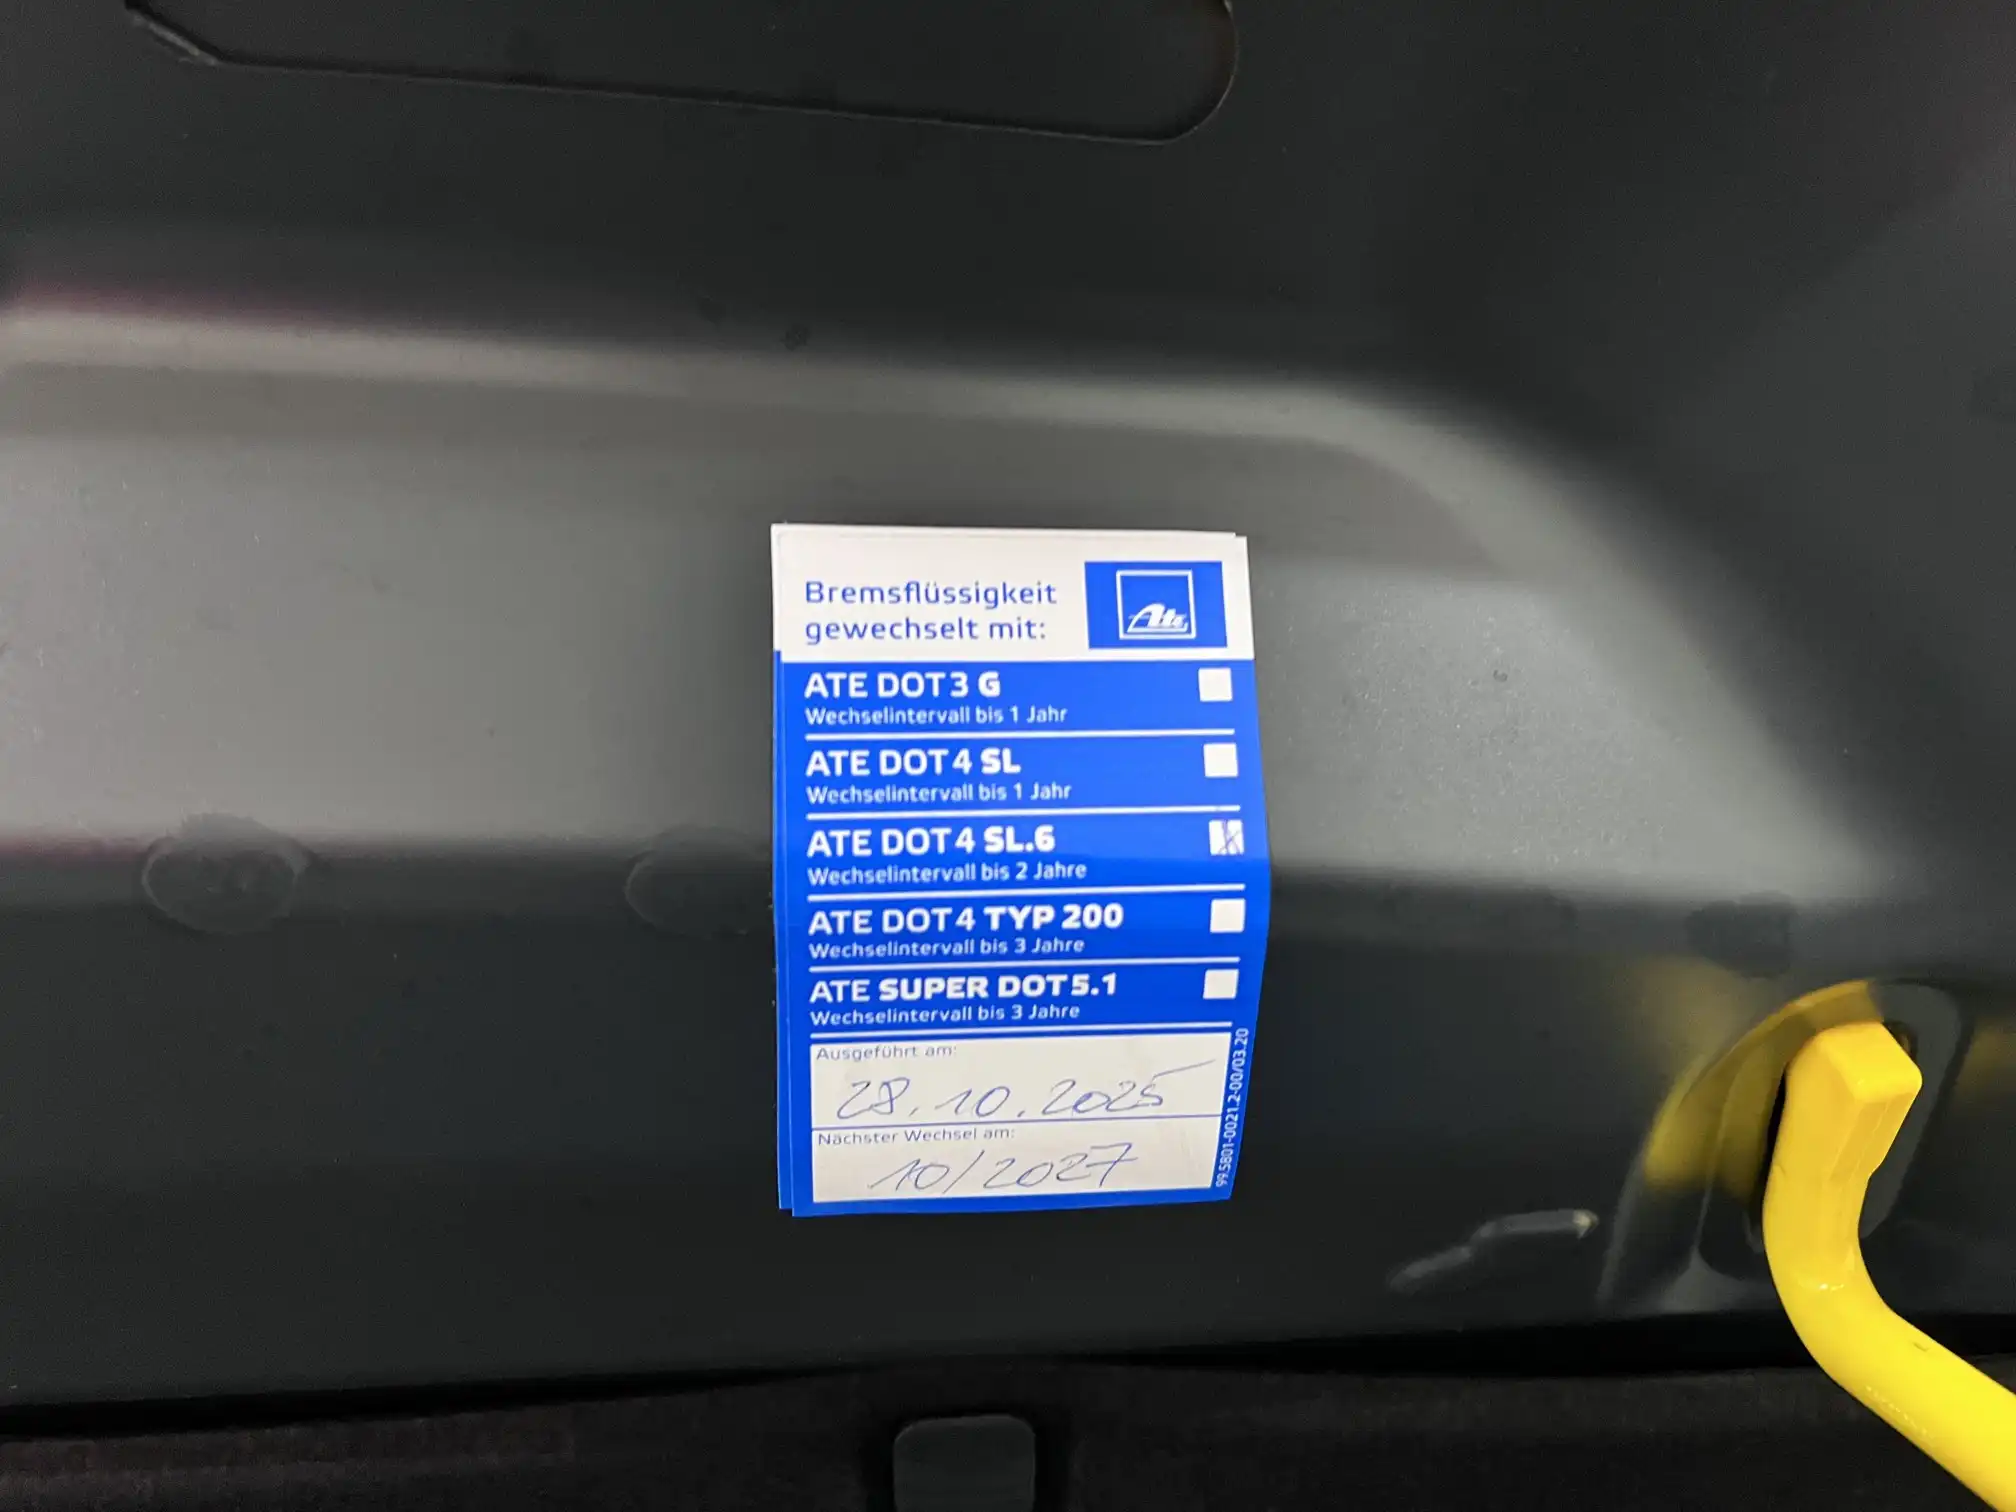 Bremsflüssigkeit
gewechselt mit:
Ate
ATE DOT 3 G
Wechselintervall bis 1 Jahr
ATE DOT 4 SL
Wechselintervall bis 1 Jahr
ATE DOT 4 SL.6
Wechselintervall bis 2 Jahre
ATE DOT 4 TYP 200
Wechselintervall bis 3 Jahre
ATE SUPER DOT 5.1
Wechselintervall bis 3 Jahre
Ausgeführt am:
28.10.2025
Nächster Wechsel am:
10/2027
99.5801-0021.2-00/03.20